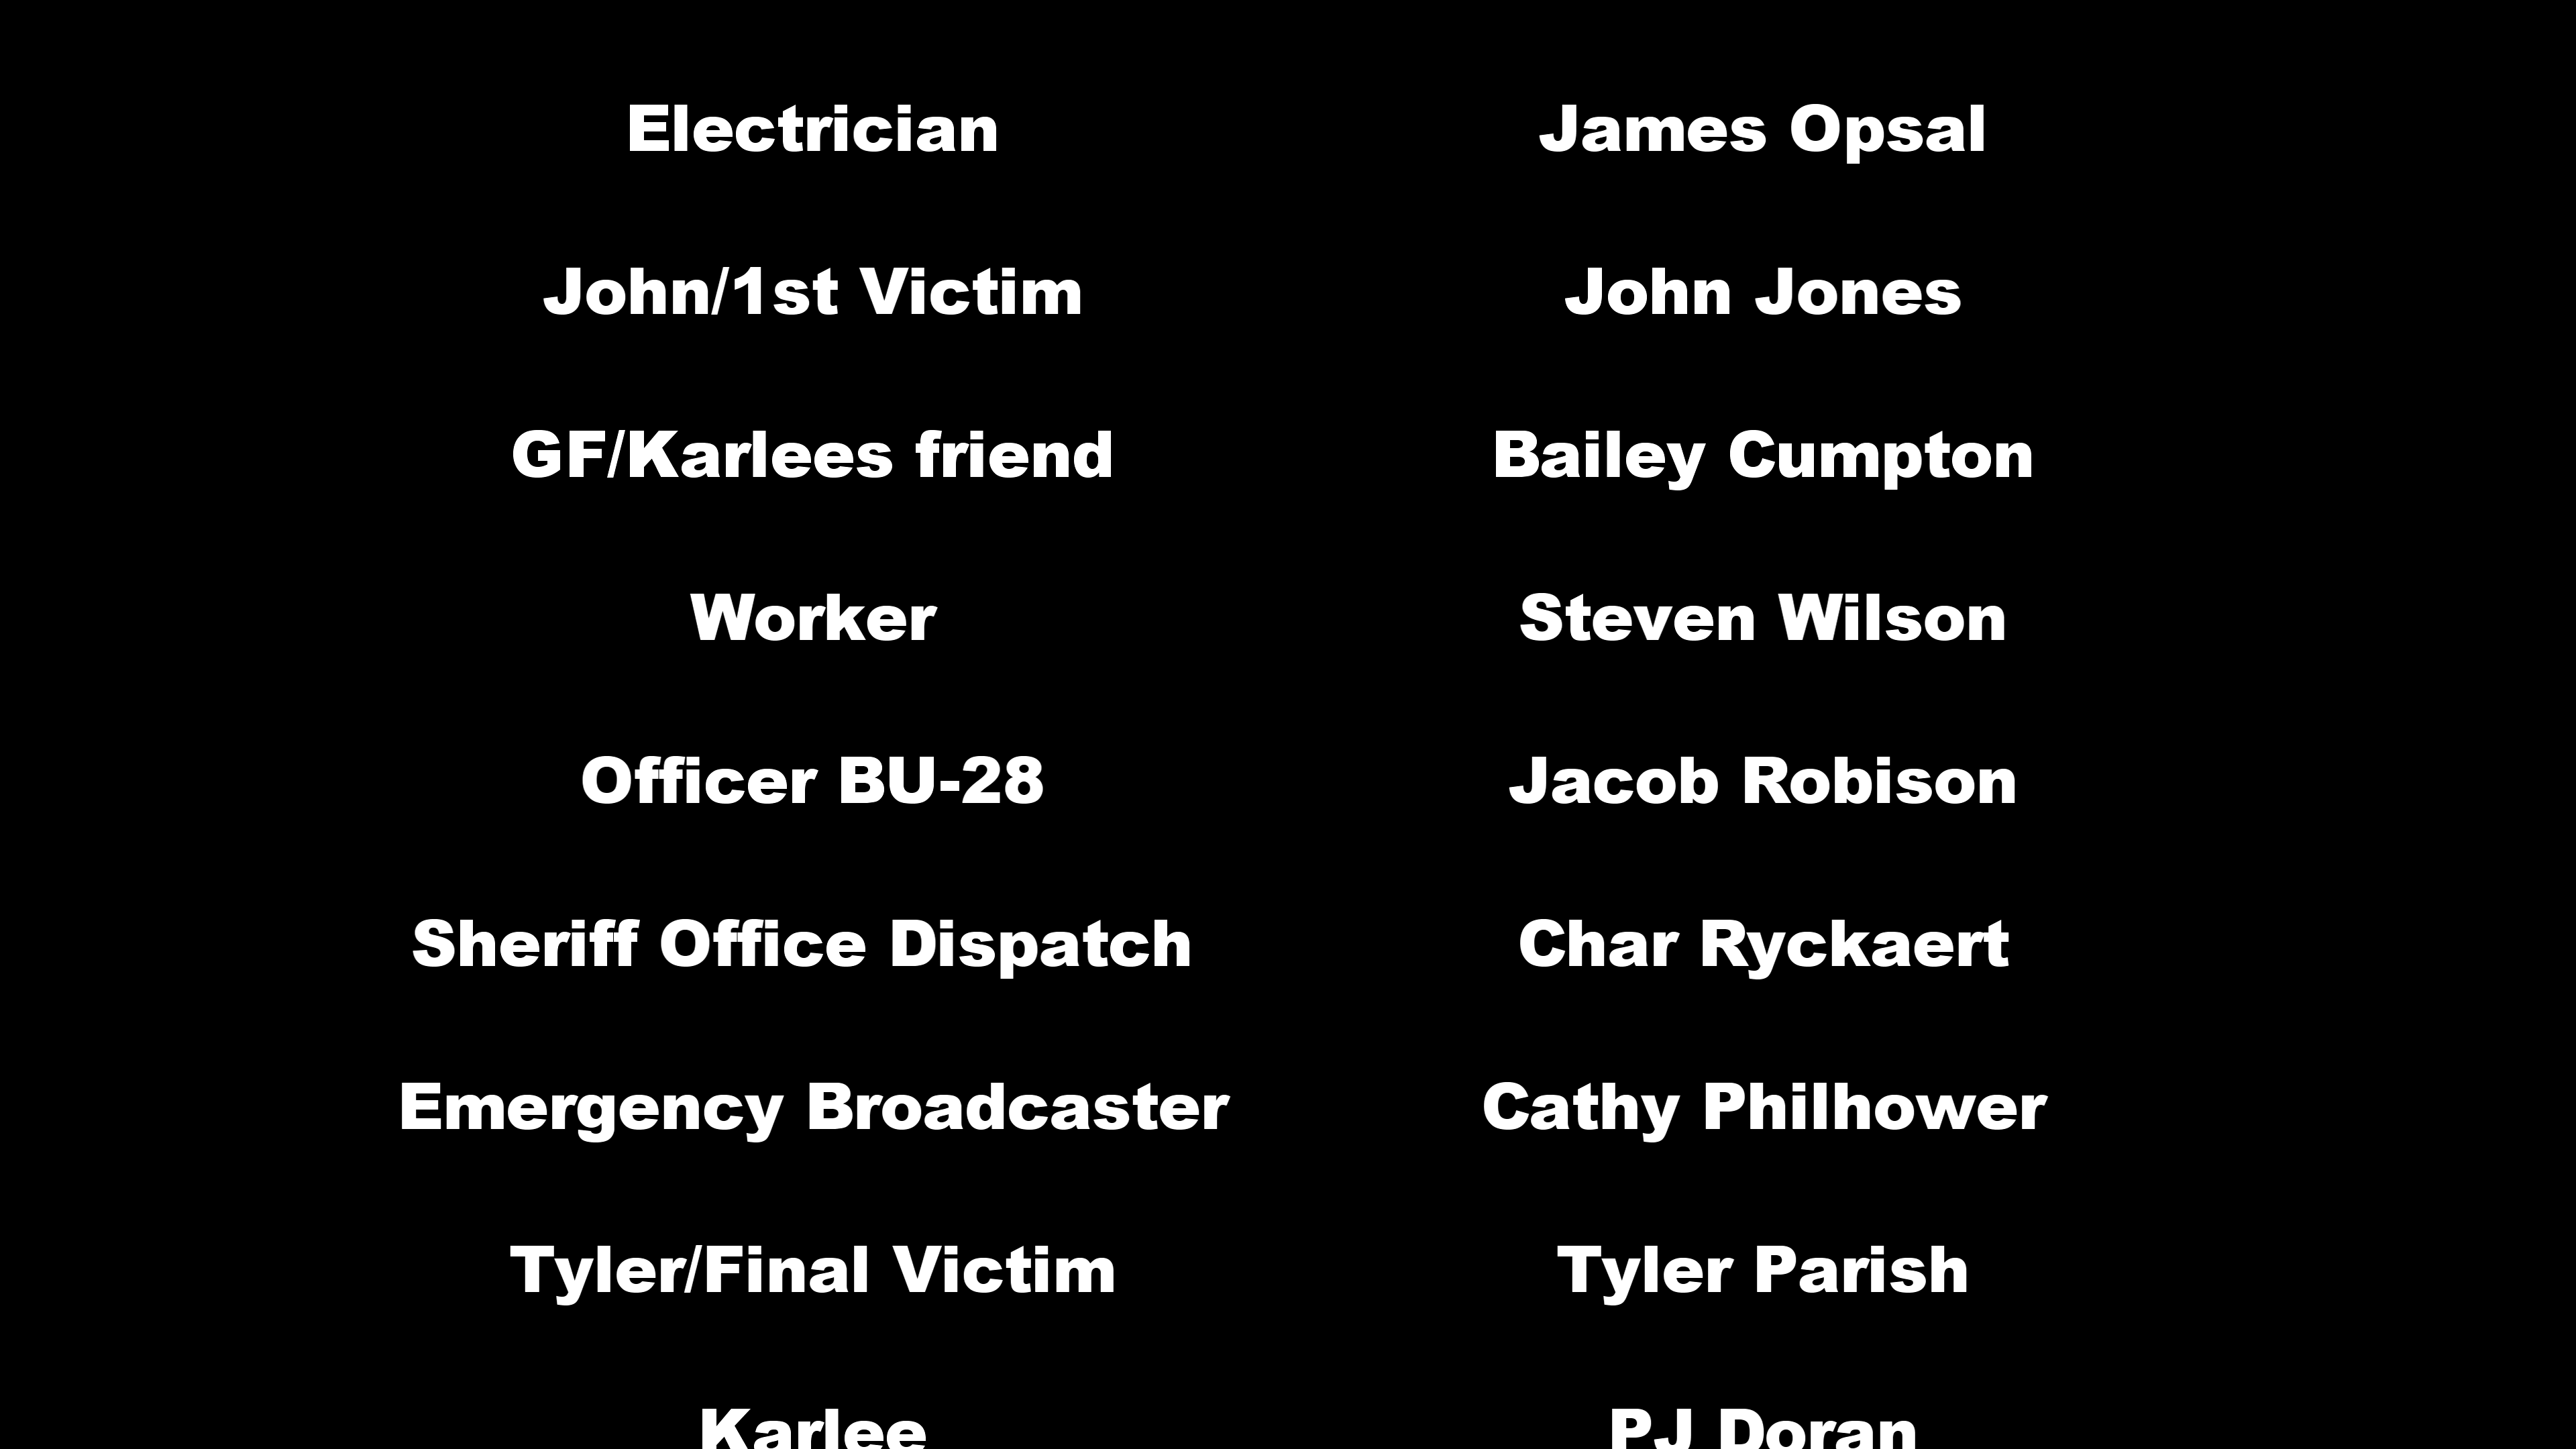 Electrician James Opsal
John/1st Victim John Jones
GF/Karlees friend Bailey Cumpton
Worker Steven Wilson
Officer BU-28 Jacob Robison
Sheriff Office Dispatch Char Ryckaert
Emergency Broadcaster Cathy Philhower
Tyler/Final Victim Tyler Parish
Karlee PJ Doran